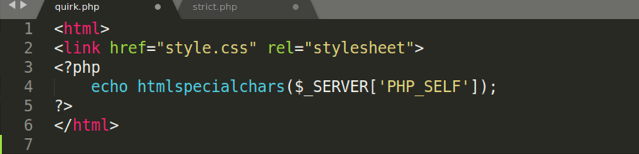 quirk.php strict.php
1 <html>
2 <link href="style.css" rel="stylesheet">
3 <?php
4     echo htmlspecialchars($_SERVER['PHP_SELF']);
5 ?>
6 </html>
7